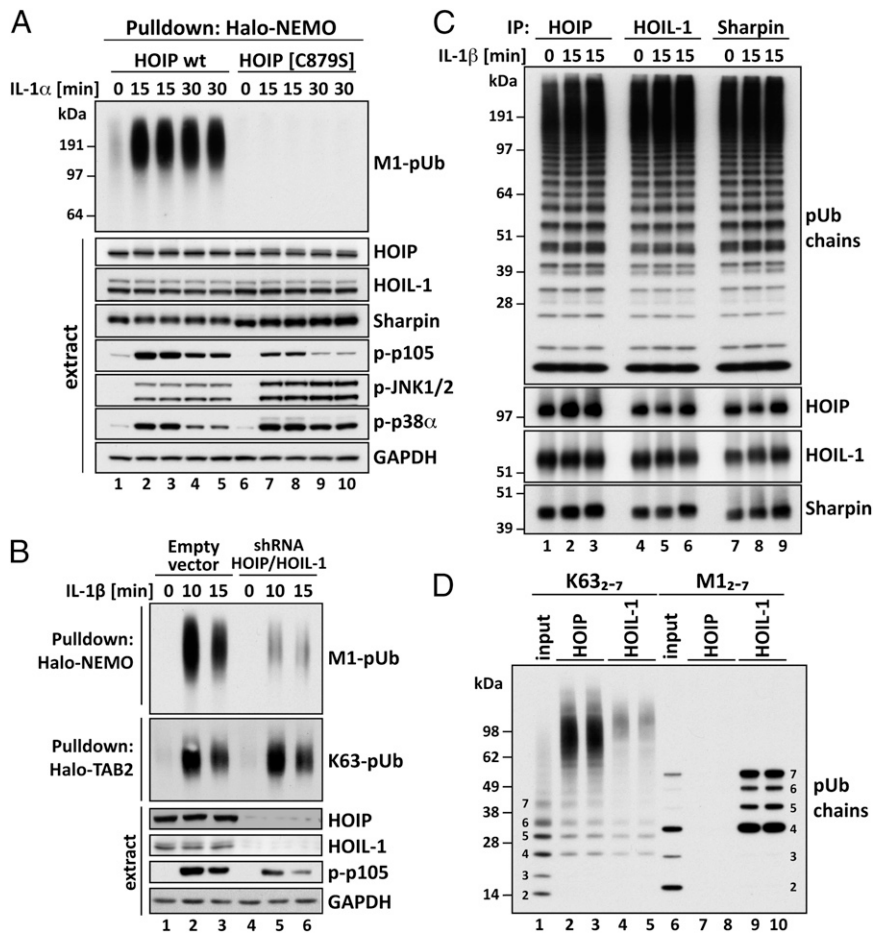 A
Pulldown: Halo-NEMO
HOIP wt HOIP [C879S]
IL-1α [min] 0 15 15 30 30 0 15 15 30 30
kDa
191
97
64
M1-pUb
extract
HOIP
HOIL-1
Sharpin
p-p105
p-JNK1/2
p-p38α
GAPDH
1 2 3 4 5 6 7 8 9 10
B
Empty vector shRNA HOIP/HOIL-1
IL-1β [min] 0 10 15 0 10 15
Pulldown: Halo-NEMO
M1-pUb
Pulldown: Halo-TAB2
K63-pUb
extract
HOIP
HOIL-1
p-p105
GAPDH
1 2 3 4 5 6
C
IP: HOIP HOIL-1 Sharpin
IL-1β [min] 0 15 15 0 15 15 0 15 15
kDa
191
97
64
51
39
28
pUb chains
97
HOIP
51
HOIL-1
51
39
Sharpin
1 2 3 4 5 6 7 8 9
D
K63₂₋₇ M1₂₋₇
input HOIP HOIL-1 input HOIP HOIL-1
kDa
98
62
49
38
28
14
7
6
5
4
3
2
7
6
5
4
3
2
pUb chains
1 2 3 4 5 6 7 8 9 10